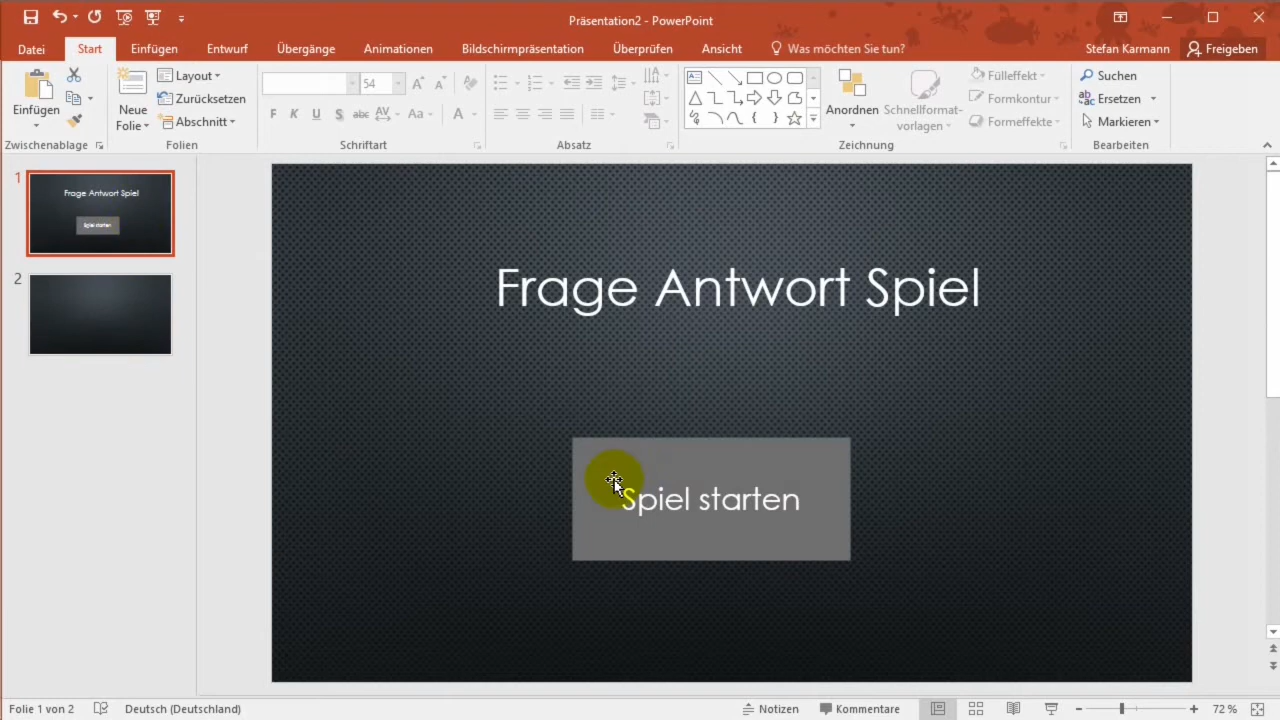 Präsentation2 - PowerPoint
Datei Start Einfügen Entwurf Übergänge Animationen Bildschirmpräsentation Überprüfen Ansicht Was möchten Sie tun? Stefan Karmann Freigeben
Einfügen
Zwischenablage
Neue
Folie
Layout
Zurücksetzen
Abschnitt
Folien
54
F K U S abc AV Aa A
Schriftart
Absatz
Anordnen
Schnellformat-
vorlagen
Fülleffekt
Formkontur
Formeffekte
Zeichnung
Suchen
Ersetzen
Markieren
Bearbeiten
1
Frage Antwort Spiel
Spiel starten
2
Frage Antwort Spiel
Spiel starten
Folie 1 von 2 Deutsch (Deutschland) Notizen Kommentare 72 %